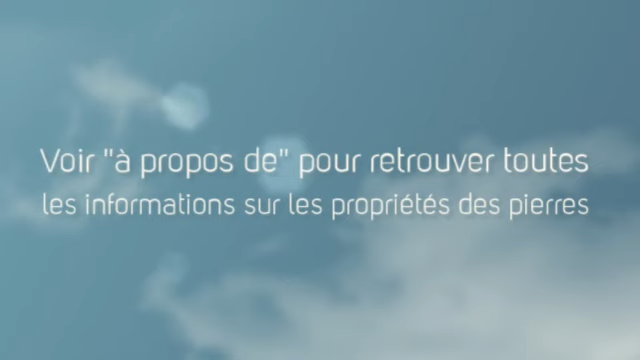 Voir "à propos de" pour retrouver toutes
les informations sur les propriétés des pierres